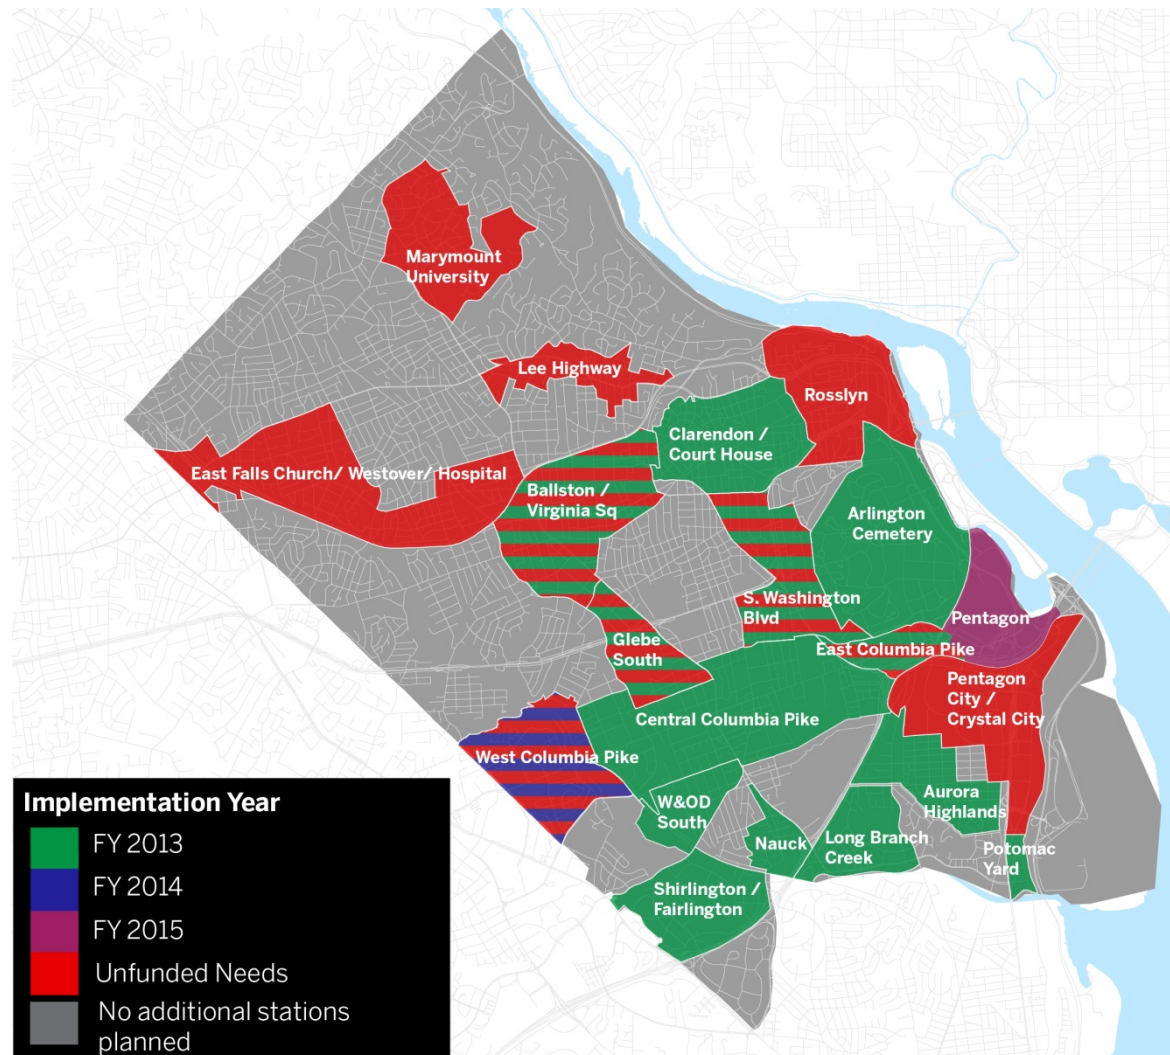 Marymount
University
Lee Highway
Rosslyn
Clarendon /
Court House
East Falls Church/ Westover/ Hospital
Ballston /
Virginia Sq
Arlington
Cemetery
S. Washington
Blvd
Pentagon
Glebe
South
East Columbia Pike
Pentagon
City /
Crystal City
Central Columbia Pike
West Columbia Pike
Aurora
Highlands
W&OD
South
Nauck
Long Branch
Creek
Potomac
Yard
Shirlington /
Fairlington
Implementation Year
FY 2013
FY 2014
FY 2015
Unfunded Needs
No additional stations
planned